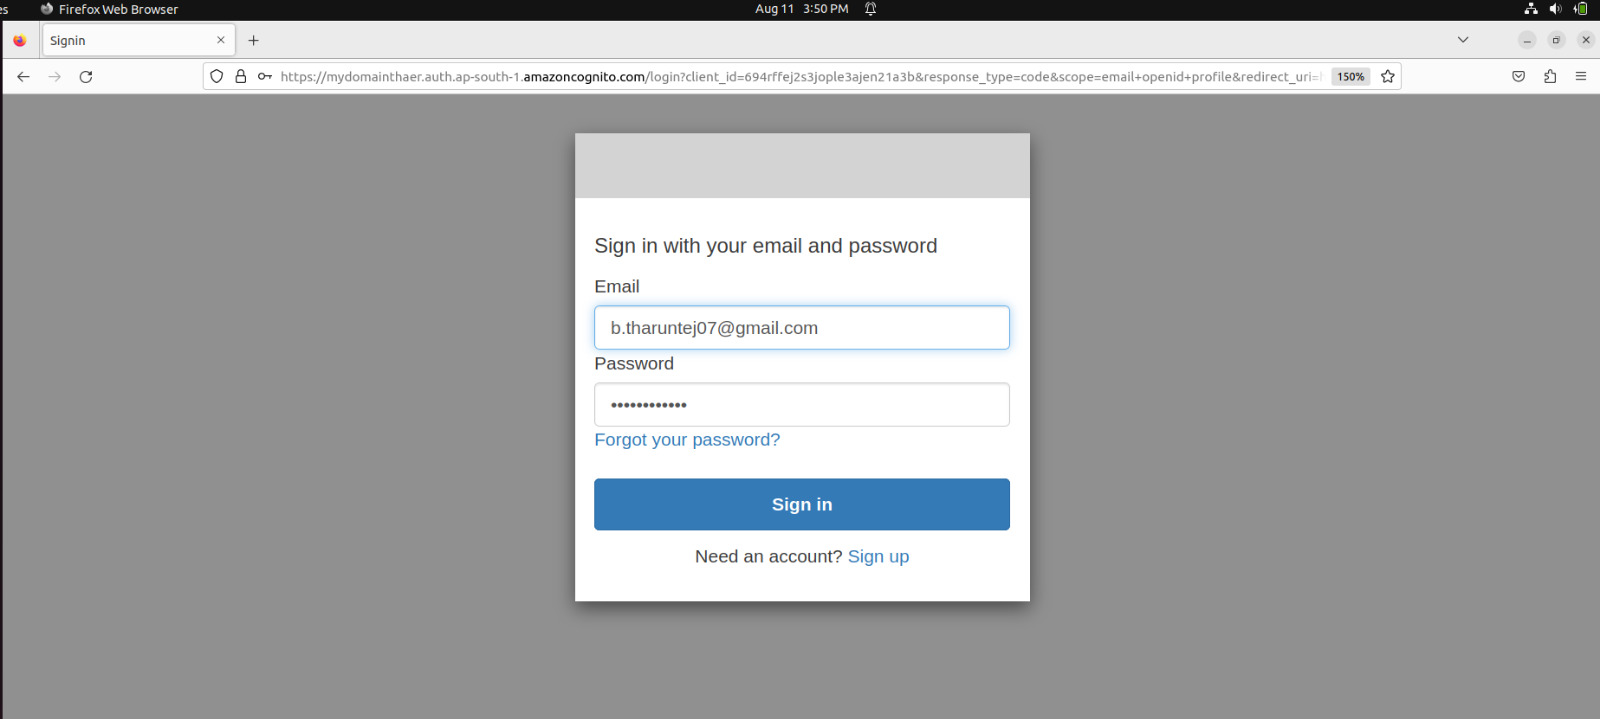 es Firefox Web Browser Aug 11 3:50 PM
Signin
https://mydomainthaer.auth.ap-south-1.amazoncognito.com/login?client_id=694rffej2s3jople3ajen21a3b&response_type=code&scope=email+openid+profile&redirect_uri= 150%
Sign in with your email and password
Email
b.tharuntej07@gmail.com
Password
Forgot your password?
Sign in
Need an account? Sign up